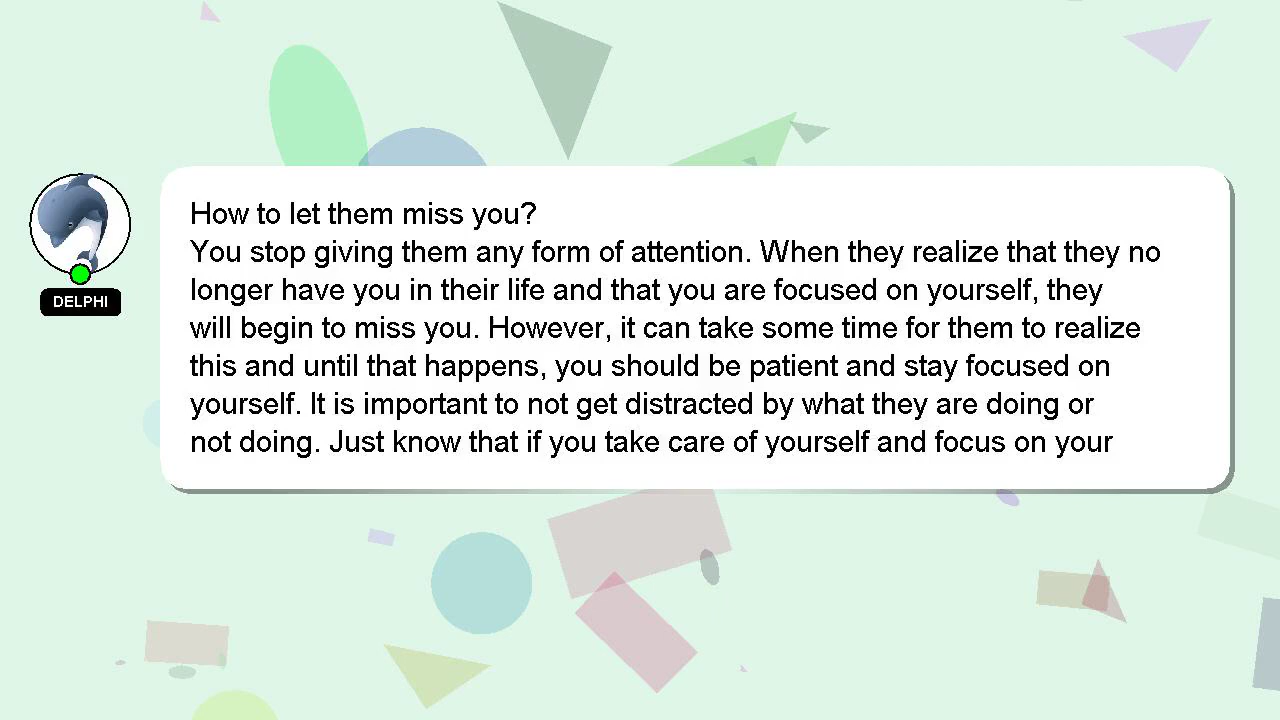 How to let them miss you?
You stop giving them any form of attention. When they realize that they no
longer have you in their life and that you are focused on yourself, they
will begin to miss you. However, it can take some time for them to realize
this and until that happens, you should be patient and stay focused on
yourself. It is important to not get distracted by what they are doing or
not doing. Just know that if you take care of yourself and focus on your
DELPHI